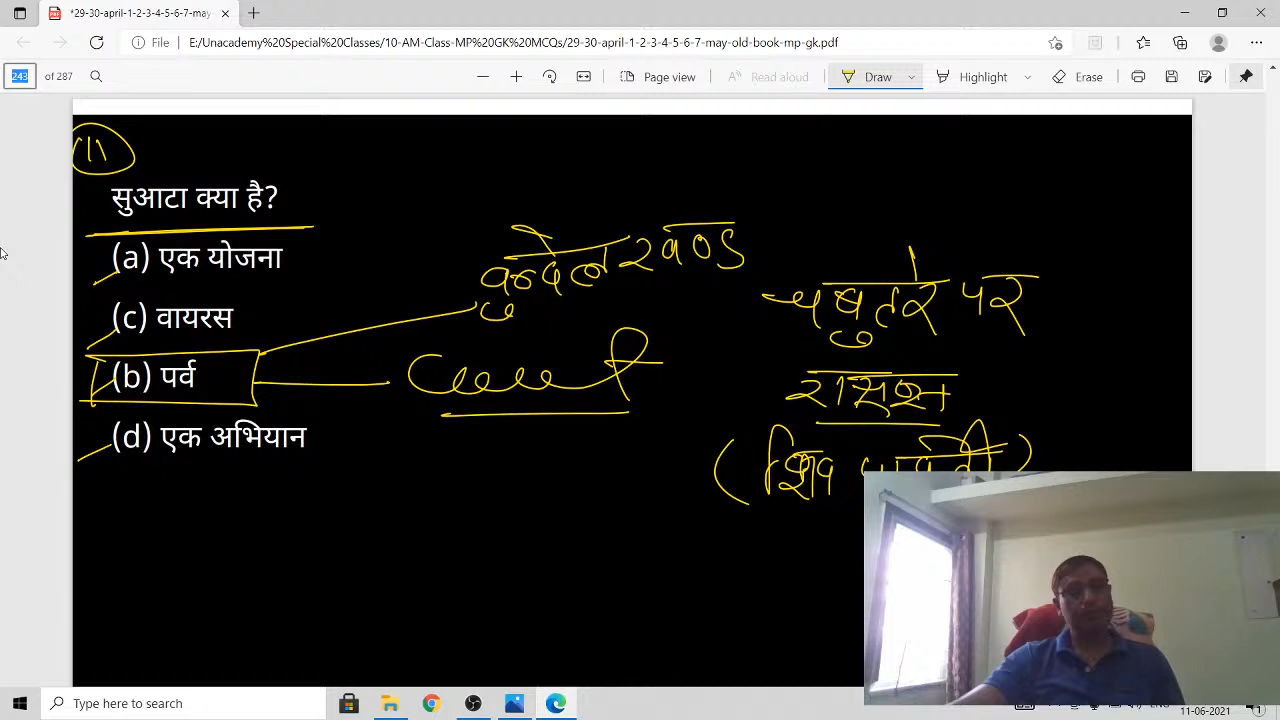 *29-30-april-1-2-3-4-5-6-7-may-
File
E:/Unacademy%20Special%20Classes/10-AM-Class-MP%20GK%20MCQs/29-30-april-1-2-3-4-5-6-7-may-old-book-mp-gk.pdf
243 of 287
Page view
Read aloud
Draw
Highlight
Erase
11
सुआटा क्या है?
(a) एक योजना
(c) वायरस
(b) पर्व
(d) एक अभियान
बुन्देलखण्ड
चबुतरे पर
राक्षस
(शिव पार्वती)
Type here to search
11-06-2021